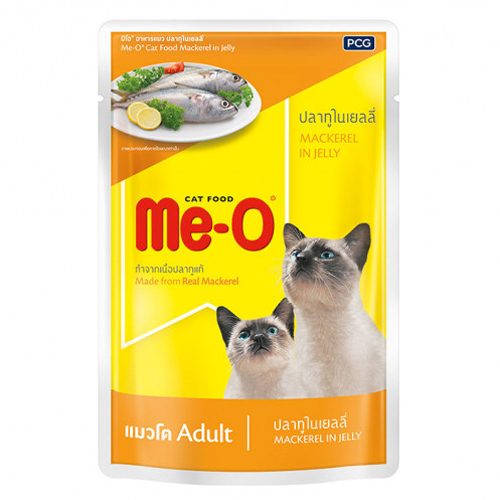 มีโอ® อาหารแมว ปลาทูในเยลลี่
Me-O® Cat Food Mackerel in Jelly
PCG
ปลาทูในเยลลี่
MACKEREL
IN JELLY
CAT FOOD
me-O®
ทำจากเนื้อปลาทูแท้
Made from Real Mackerel
แมวโต Adult
ปลาทูในเยลลี่
MACKEREL IN JELLY